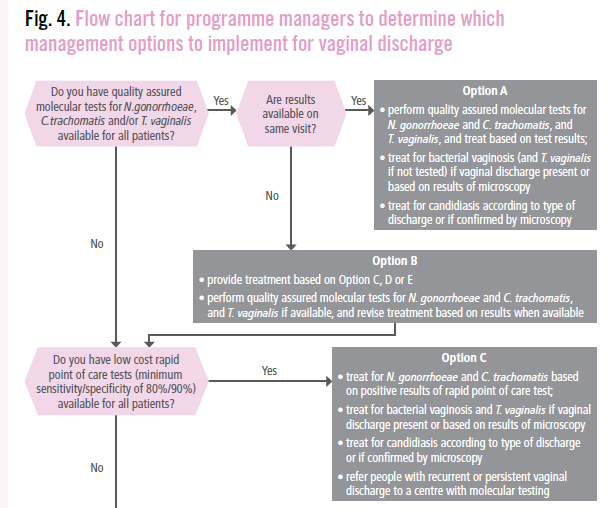 Fig. 4. Flow chart for programme managers to determine which
management options to implement for vaginal discharge
Do you have quality assured
molecular tests for N.gonorrhoeae,
C.trachomatis and/or T. vaginalis
available for all patients?
Yes
Are results
available on
same visit?
Yes
Option A
• perform quality assured molecular tests for
N. gonorrhoeae and C. trachomatis, and
T. vaginalis, and treat based on test results;
• treat for bacterial vaginosis (and T. vaginalis
if not tested) if vaginal discharge present or
based on results of microscopy
• treat for candidiasis according to type of
discharge or if confirmed by microscopy
No
No
Option B
• provide treatment based on Option C, D or E
• perform quality assured molecular tests for N. gonorrhoeae and C. trachomatis,
and T. vaginalis if available, and revise treatment based on results when available
Do you have low cost rapid
point of care tests (minimum
sensitivity/specificity of 80%/90%)
available for all patients?
Yes
Option C
• treat for N. gonorrhoeae and C. trachomatis based
on positive results of rapid point of care test;
• treat for bacterial vaginosis and T. vaginalis if vaginal
discharge present or based on results of microscopy
• treat for candidiasis according to type of discharge
or if confirmed by microscopy
• refer people with recurrent or persistent vaginal
discharge to a centre with molecular testing
No